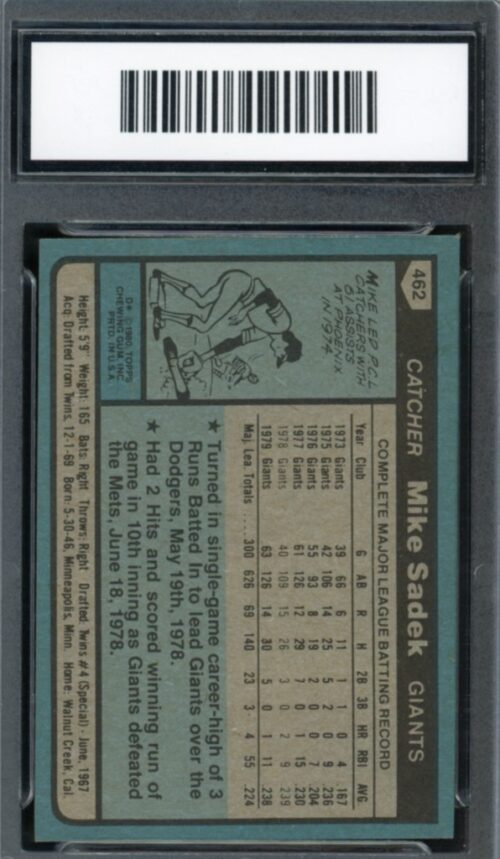 462
CATCHER Mike Sadek GIANTS
MIKE LED P.C.L.
CATCHERS WITH
61 ASSISTS
AT PHOENIX
IN 1974.
COMPLETE MAJOR LEAGUE BATTING RECORD
Year Club G AB R H 2B 3B HR RBI AVG
1973 Giants 39 66 6 11 1 1 0 4 .167
1975 Giants 42 106 14 25 5 2 0 9 .236
1976 Giants 55 93 8 19 2 0 0 7 .204
1977 Giants 61 126 12 29 7 0 1 15 .230
1978 Giants 40 109 15 26 3 0 2 9 .239
1979 Giants 63 126 14 30 5 0 1 11 .238
Maj. Lea. Totals .... 300 626 69 140 23 3 4 55 .224
D* ©1980, TOPPS
CHEWING GUM, INC.
PRTD. IN U.S.A.
★ Turned in single-game career-high of 3
Runs Batted In to lead Giants over the
Dodgers, May 19th, 1978.
★ Had 2 Hits and scored winning run of
game in 10th inning as Giants defeated
the Mets, June 18, 1978.
Height: 5'9" Weight: 165 Bats: Right Throws: Right Drafted: Twins #4 (Special) - June, 1967
Acq: Drafted from Twins, 12-1-69 Born: 5-30-46, Minneapolis, Minn. Home: Walnut Creek, Cal.